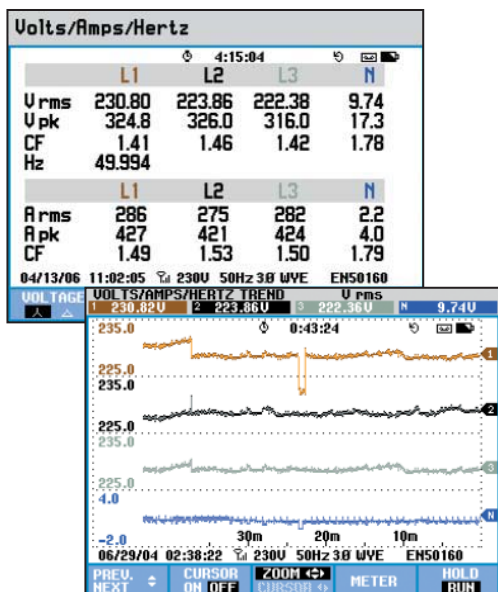 Volts/Amps/Hertz
4:15:04
L1 L2 L3 N
Vrms 230.80 223.86 222.38 9.74
Vpk 324.8 326.0 316.0 17.3
CF 1.41 1.46 1.42 1.78
Hz 49.994
L1 L2 L3 N
Arms 286 275 282 2.2
Apk 427 421 424 4.0
CF 1.49 1.53 1.50 1.79
04/13/06 11:02:05 230V 50Hz 3Ø WYE EN50160
VOLTAGE
VOLTS/AMPS/HERTZ TREND U rms
1 230.82V 2 223.86V 3 222.36V N 9.74V
235.0 0:43:24
1
225.0
235.0
2
225.0
235.0
3
225.0
4.0
N
-2.0
30m 20m 10m
06/29/04 02:38:22 230V 50Hz 3Ø WYE EN50160
PREV. NEXT CURSOR ON OFF ZOOM CURSOR METER HOLD RUN